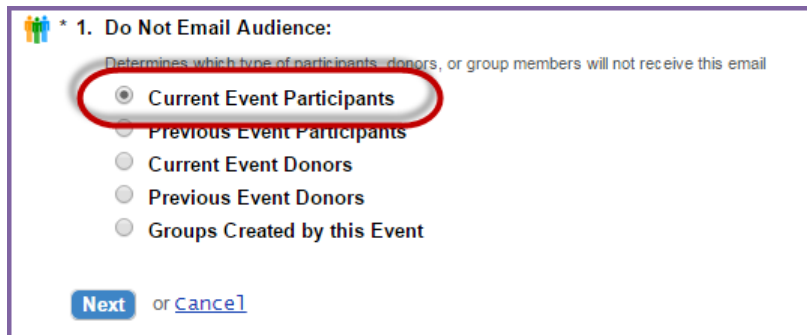 * 1. Do Not Email Audience:
Determines which type of participants, donors, or group members will not receive this email
Current Event Participants
Previous Event Participants
Current Event Donors
Previous Event Donors
Groups Created by this Event
Next or Cancel